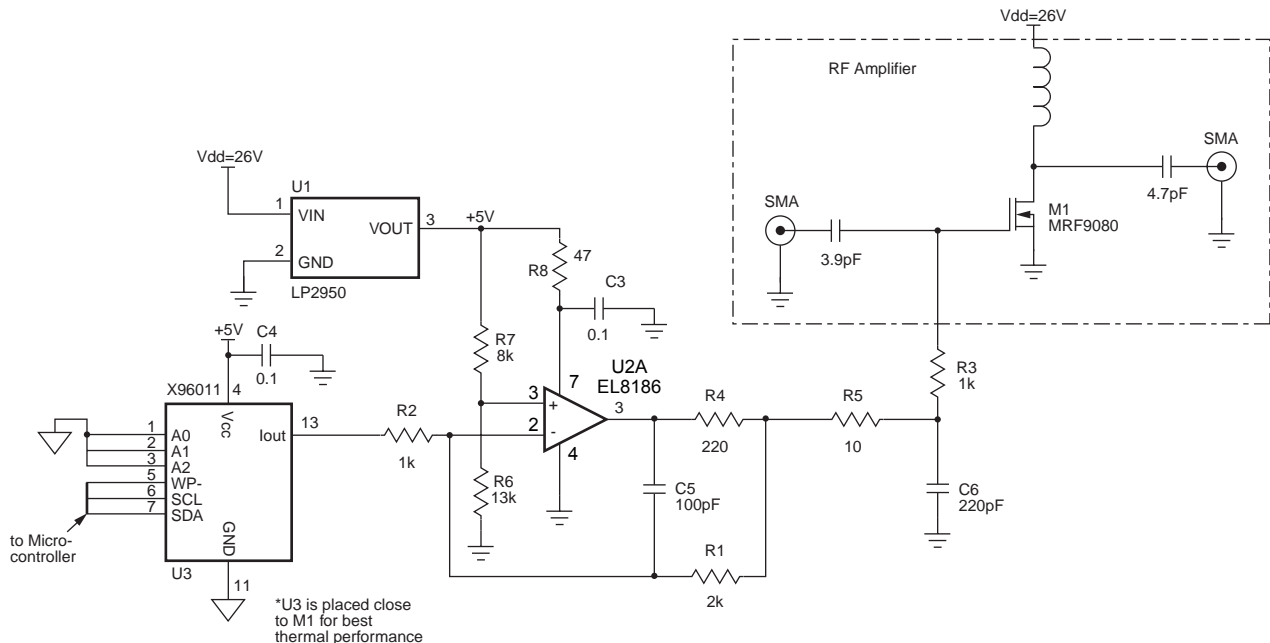 Vdd=26V
RF Amplifier
SMA
4.7pF
M1
MRF9080
SMA
3.9pF
Vdd=26V
U1
1
VIN
VOUT
3
+5V
2
GND
LP2950
47
R8
C3
0.1
R7
8k
+5V
C4
0.1
4
X96011
Vcc
Iout
13
1
A0
2
A1
3
A2
5
WP-
6
SCL
7
SDA
GND
U3
11
to Micro-
controller
R2
1k
U2A
EL8186
7
3
+
2
-
3
4
R6
13k
R4
220
R5
10
R3
1k
C5
100pF
C6
220pF
R1
2k
*U3 is placed close
to M1 for best
thermal performance